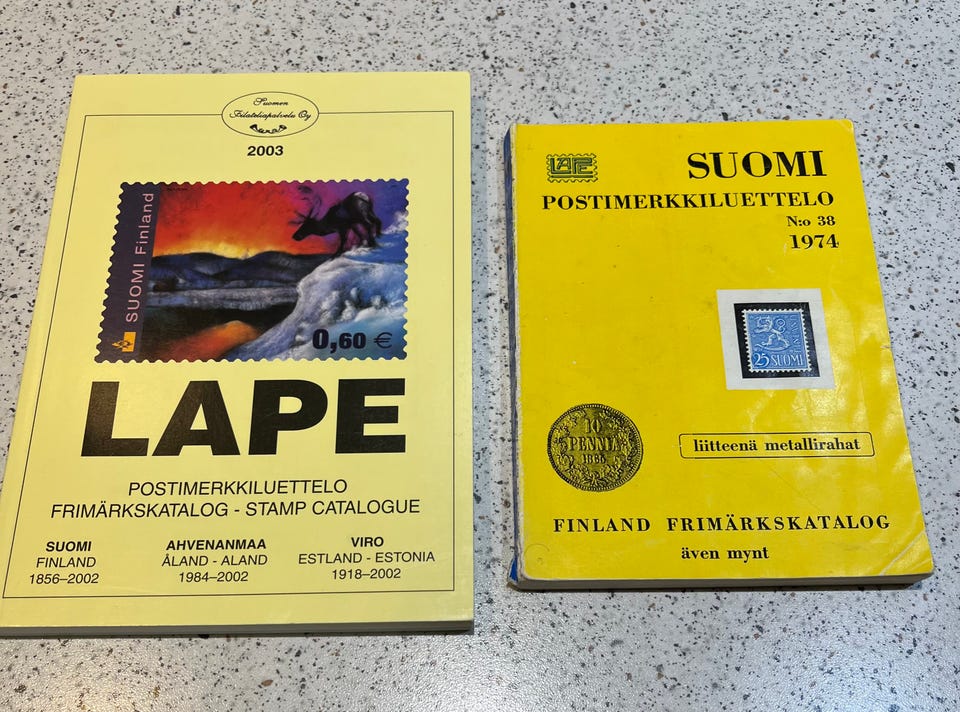 Suomen
Filateliapalvelu Oy
2003
SUOMI Finland
0,60 €
LAPE
POSTIMERKKILUETTELO
FRIMÄRKSKATALOG - STAMP CATALOGUE
SUOMI
FINLAND
1856–2002
AHVENANMAA
ÅLAND - ALAND
1984–2002
VIRO
ESTLAND - ESTONIA
1918–2002
LAPE
SUOMI
POSTIMERKKILUETTELO
N:o 38
1974
25 SUOMI
10
PENNIÄ
liitteenä metallirahat
FINLAND FRIMÄRKSKATALOG
även mynt